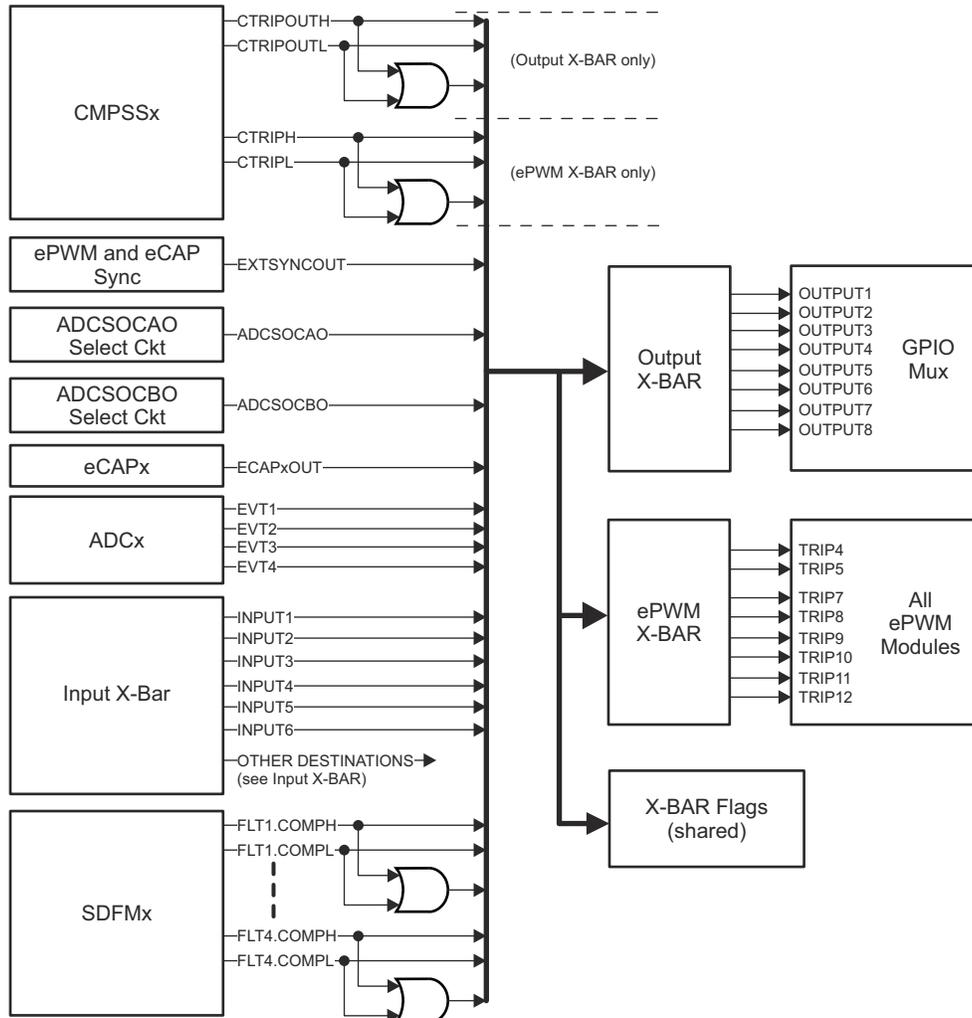 CTRIPOUTH
CTRIPOUTL
(Output X-BAR only)
CMPSSx
CTRIPH
CTRIPL
(ePWM X-BAR only)
ePWM and eCAP
Sync
EXTSYNCOUT
ADCSOCAO
Select Ckt
ADCSOCAO
ADCSOCBO
Select Ckt
ADCSOCBO
eCAPx
ECAPxOUT
ADCx
EVT1
EVT2
EVT3
EVT4
Input X-Bar
INPUT1
INPUT2
INPUT3
INPUT4
INPUT5
INPUT6
OTHER DESTINATIONS
(see Input X-BAR)
SDFMx
FLT1.COMPH
FLT1.COMPL
FLT4.COMPH
FLT4.COMPL
Output
X-BAR
OUTPUT1
OUTPUT2
OUTPUT3
OUTPUT4
OUTPUT5
OUTPUT6
OUTPUT7
OUTPUT8
GPIO
Mux
ePWM
X-BAR
TRIP4
TRIP5
TRIP7
TRIP8
TRIP9
TRIP10
TRIP11
TRIP12
All
ePWM
Modules
X-BAR Flags
(shared)